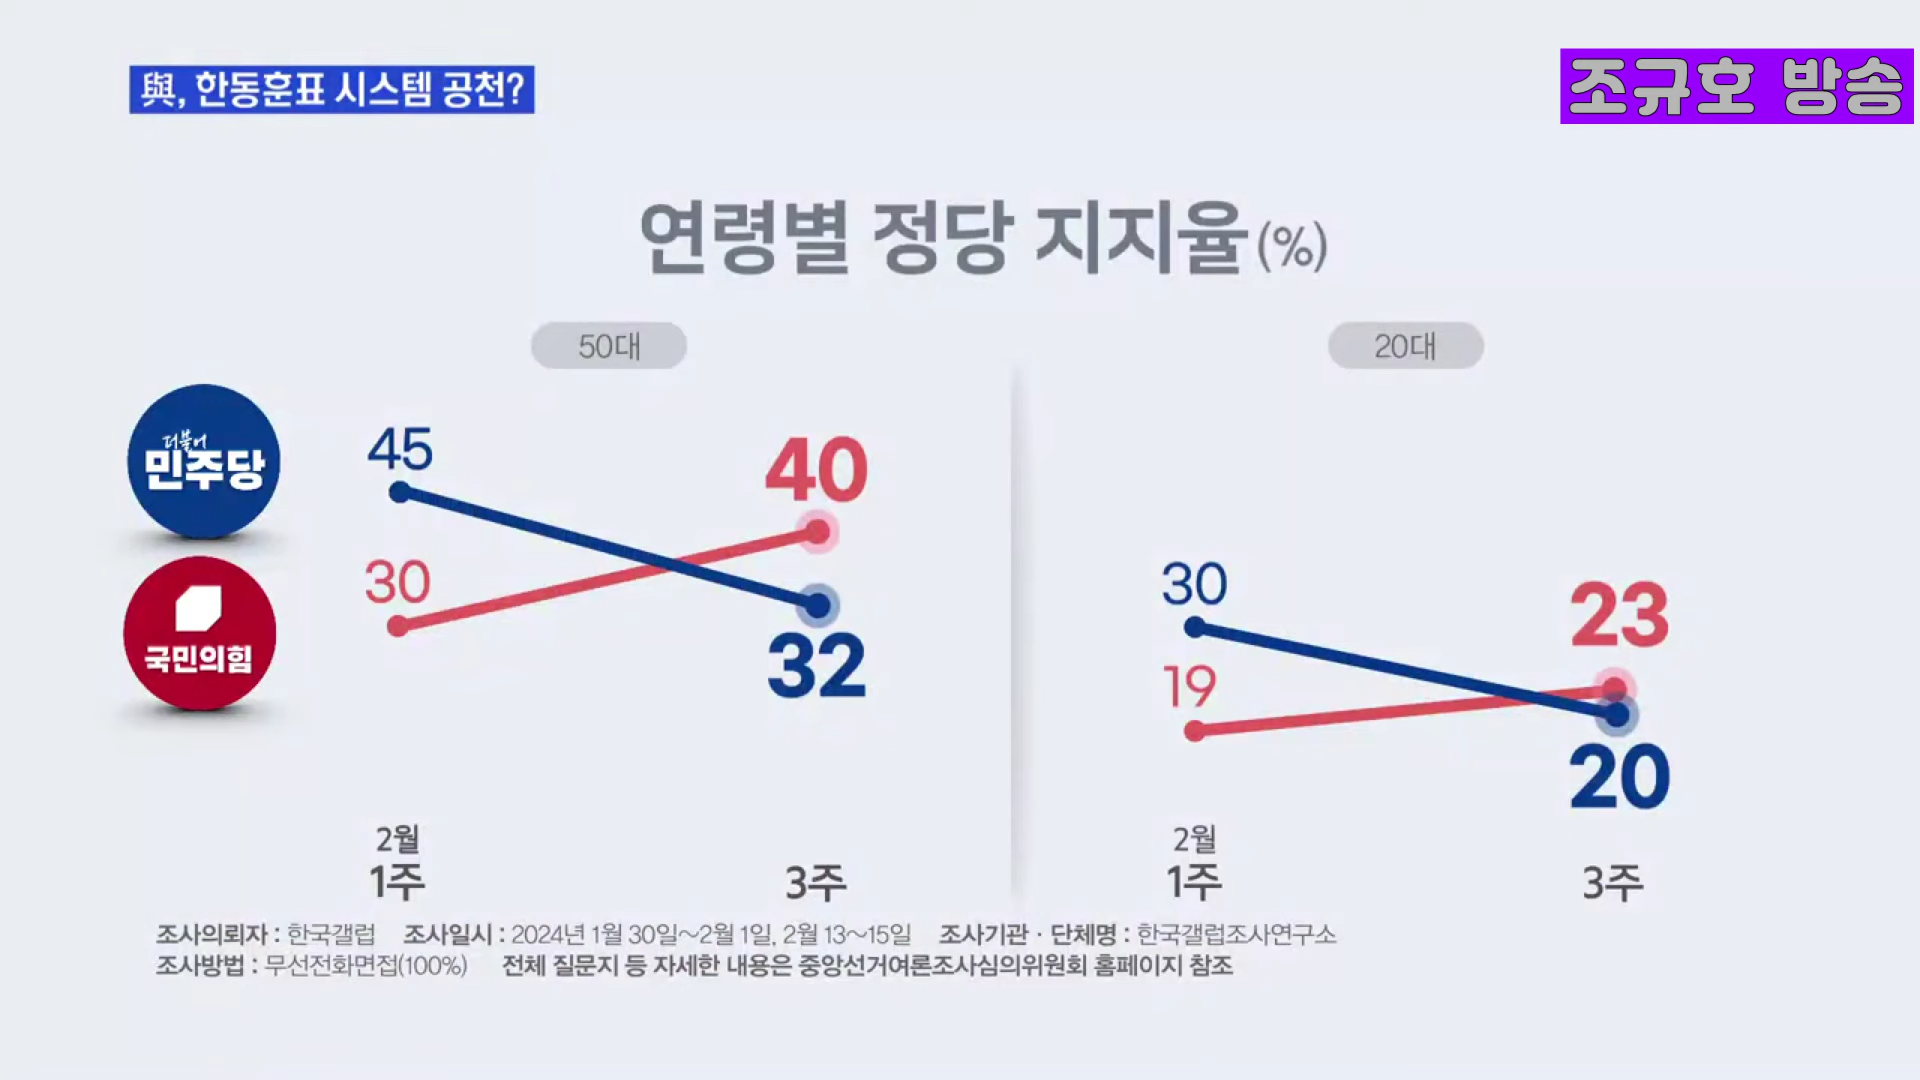 與, 한동훈표 시스템 공천?
조규호 방송
연령별 정당 지지율(%)
50대
20대
더불어
민주당
국민의힘
45
30
40
32
2월
1주
3주
30
19
23
20
2월
1주
3주
조사의뢰자 : 한국갤럽 조사일시 : 2024년 1월 30일~2월 1일, 2월 13~15일 조사기관 · 단체명 : 한국갤럽조사연구소
조사방법 : 무선전화면접(100%) 전체 질문지 등 자세한 내용은 중앙선거여론조사심의위원회 홈페이지 참조